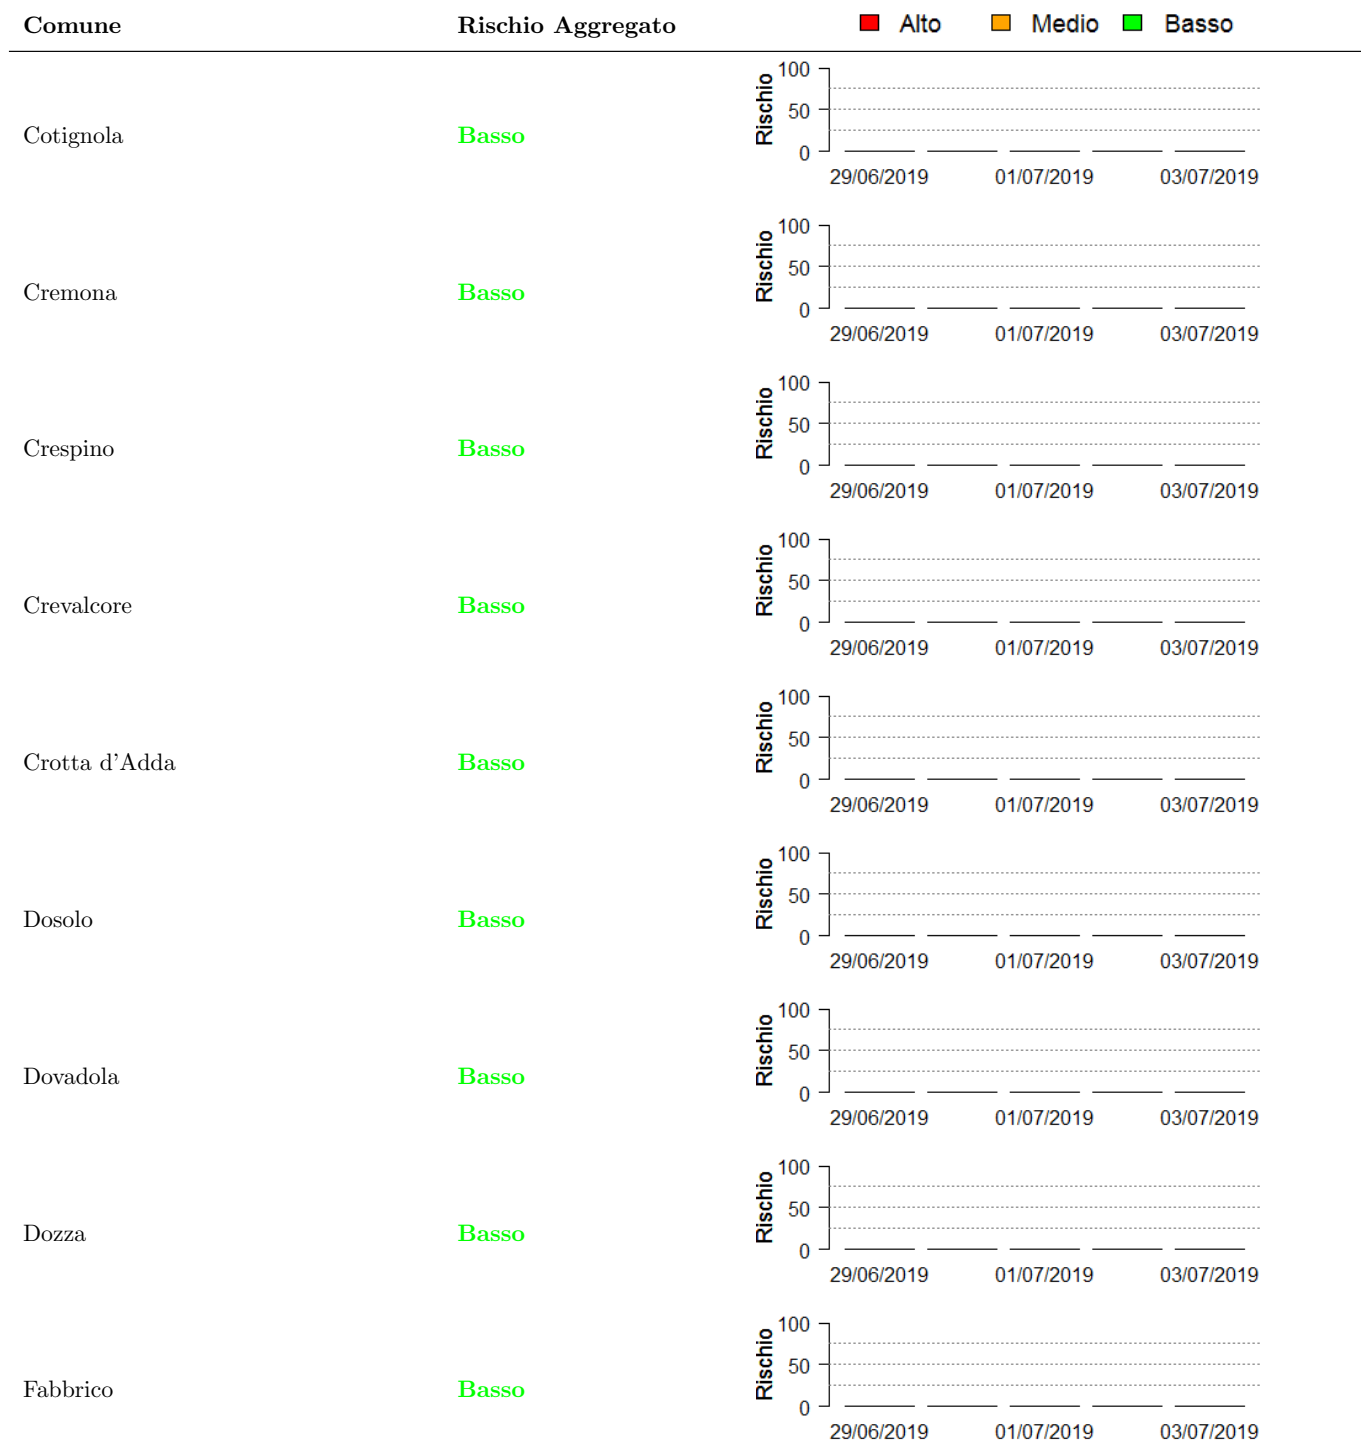 Comune Rischio Aggregato Alto Medio Basso
100
50
0
Rischio
Cotignola Basso
29/06/2019 01/07/2019 03/07/2019
100
50
0
Rischio
Cremona Basso
29/06/2019 01/07/2019 03/07/2019
100
50
0
Rischio
Crespino Basso
29/06/2019 01/07/2019 03/07/2019
100
50
0
Rischio
Crevalcore Basso
29/06/2019 01/07/2019 03/07/2019
100
50
0
Rischio
Crotta d'Adda Basso
29/06/2019 01/07/2019 03/07/2019
100
50
0
Rischio
Dosolo Basso
29/06/2019 01/07/2019 03/07/2019
100
50
0
Rischio
Dovadola Basso
29/06/2019 01/07/2019 03/07/2019
100
50
0
Rischio
Dozza Basso
29/06/2019 01/07/2019 03/07/2019
100
50
0
Rischio
Fabbrico Basso
29/06/2019 01/07/2019 03/07/2019